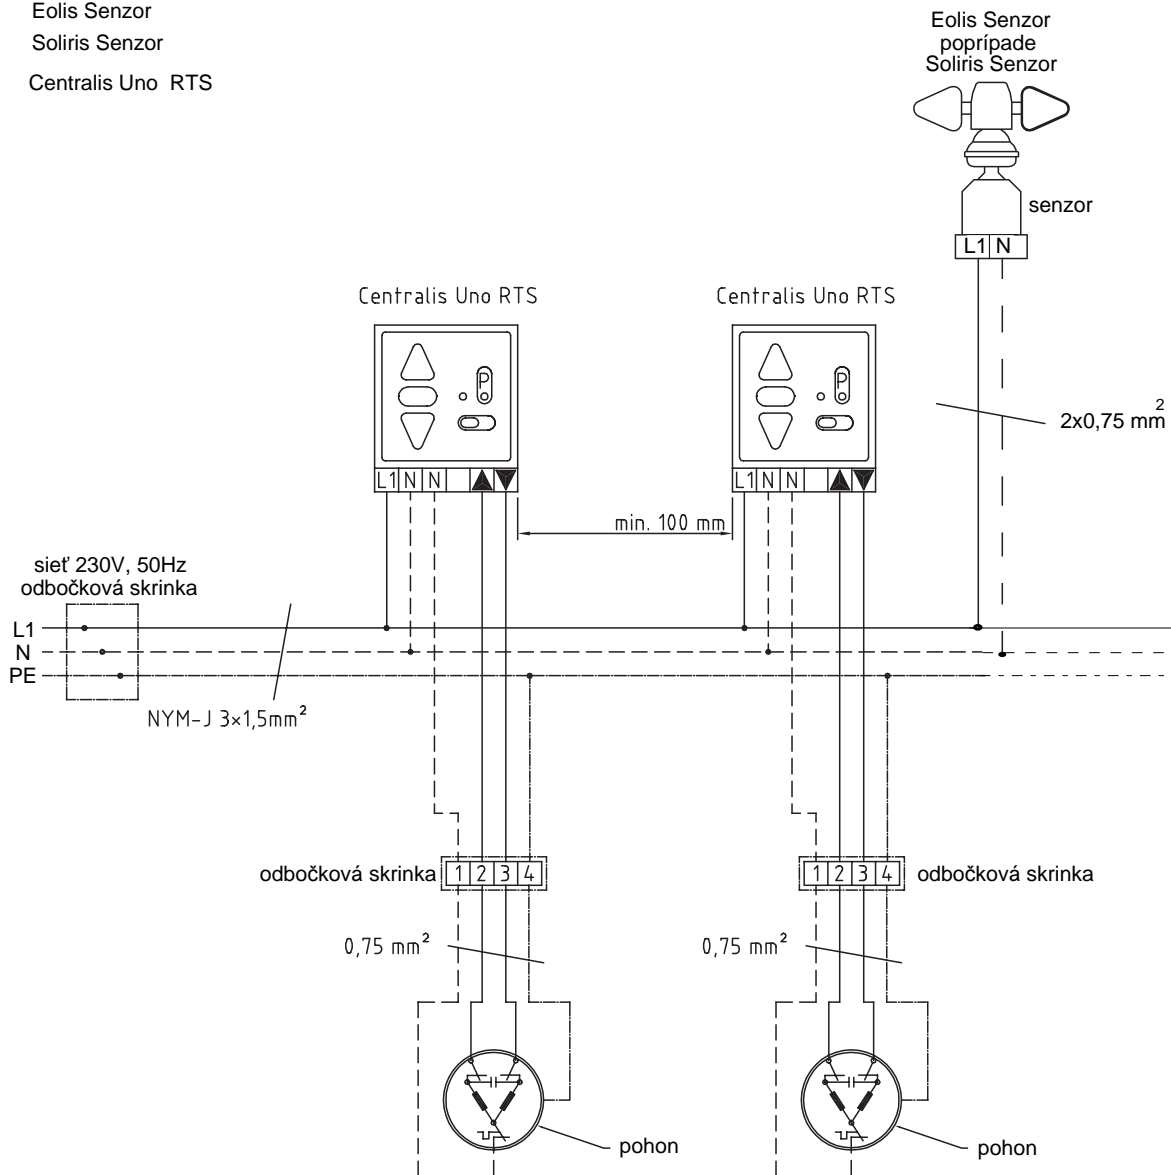 Eolis Senzor
Soliris Senzor
Centralis Uno RTS
Eolis Senzor
poprípade
Soliris Senzor
senzor
L1 N
Centralis Uno RTS
Centralis Uno RTS
P
P
2x0,75 mm²
L1 N N
L1 N N
min. 100 mm
sieť 230V, 50Hz
odbočková skrinka
L1
N
PE
NYM-J 3×1,5mm²
odbočková skrinka
1 2 3 4
1 2 3 4
odbočková skrinka
0,75 mm²
0,75 mm²
pohon
pohon